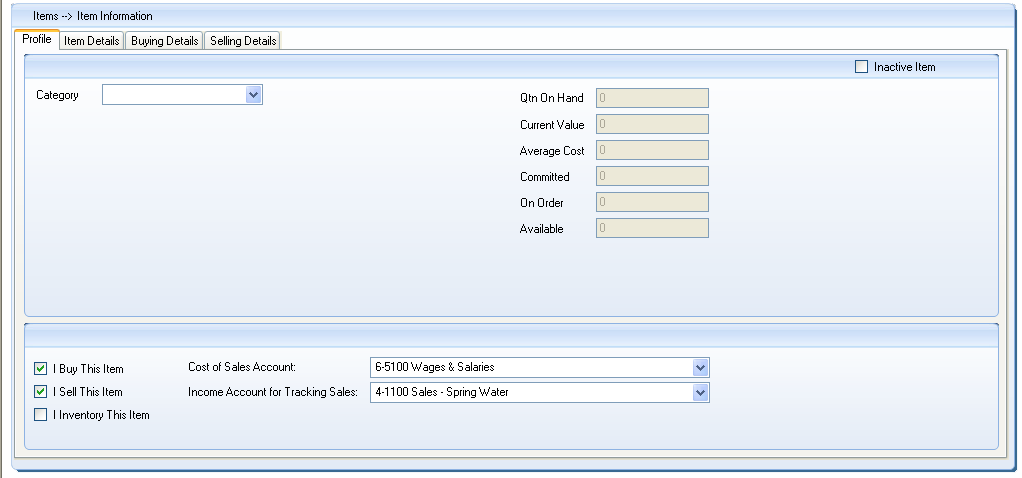 Items --> Item Information
Profile Item Details Buying Details Selling Details
Inactive Item
Category
Qtn On Hand 0
Current Value 0
Average Cost 0
Committed 0
On Order 0
Available 0
I Buy This Item Cost of Sales Account: 6-5100 Wages & Salaries
I Sell This Item Income Account for Tracking Sales: 4-1100 Sales - Spring Water
I Inventory This Item